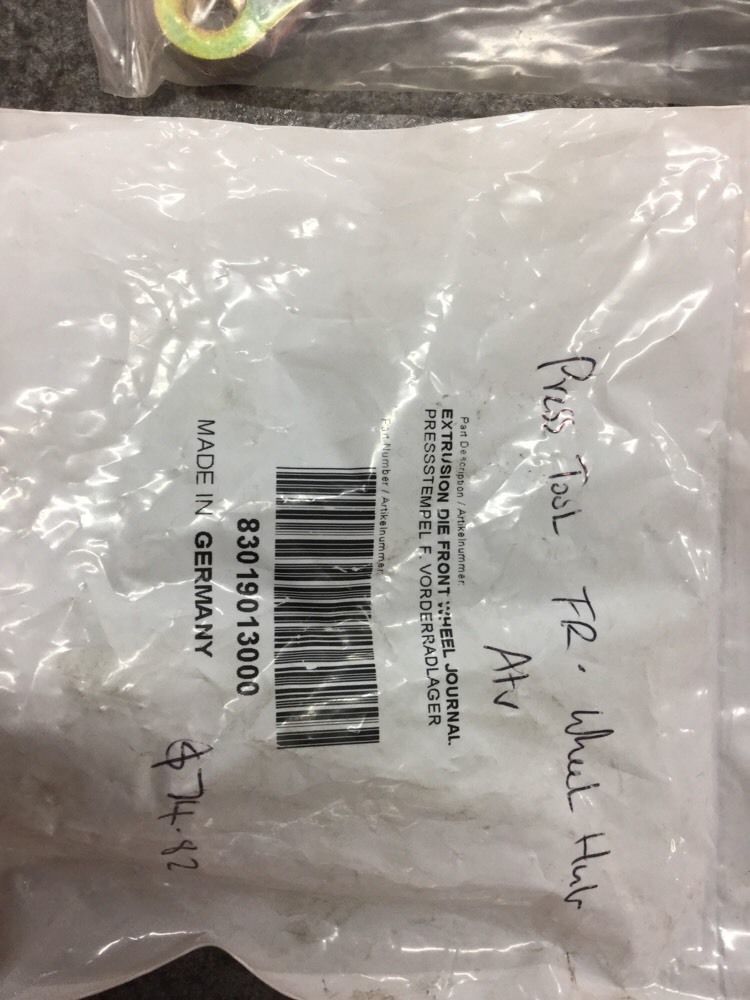 Press Tool FR. Wheel Hub
Atv
Part Description / Artikelnummer:
EXTRUSION DIE FRONT WHEEL JOURNAL
PRESSSTEMPEL F. VORDERRADLAGER
Part Number / Artikelnummer:
83019013000
MADE IN GERMANY
$74.82